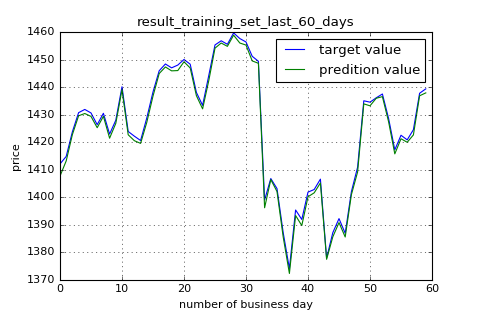 result_training_set_last_60_days
1460
1450
1440
1430
1420
1410
1400
1390
1380
1370
price
target value
predition value
0 10 20 30 40 50 60
number of business day